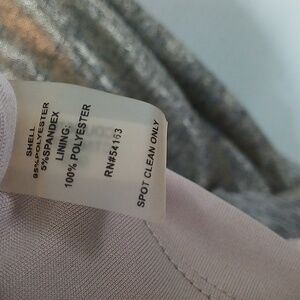 SHELL
95%POLYESTER
5%SPANDEX
LINING:
100% POLYESTER
RN#54163
SPOT CLEAN ONLY